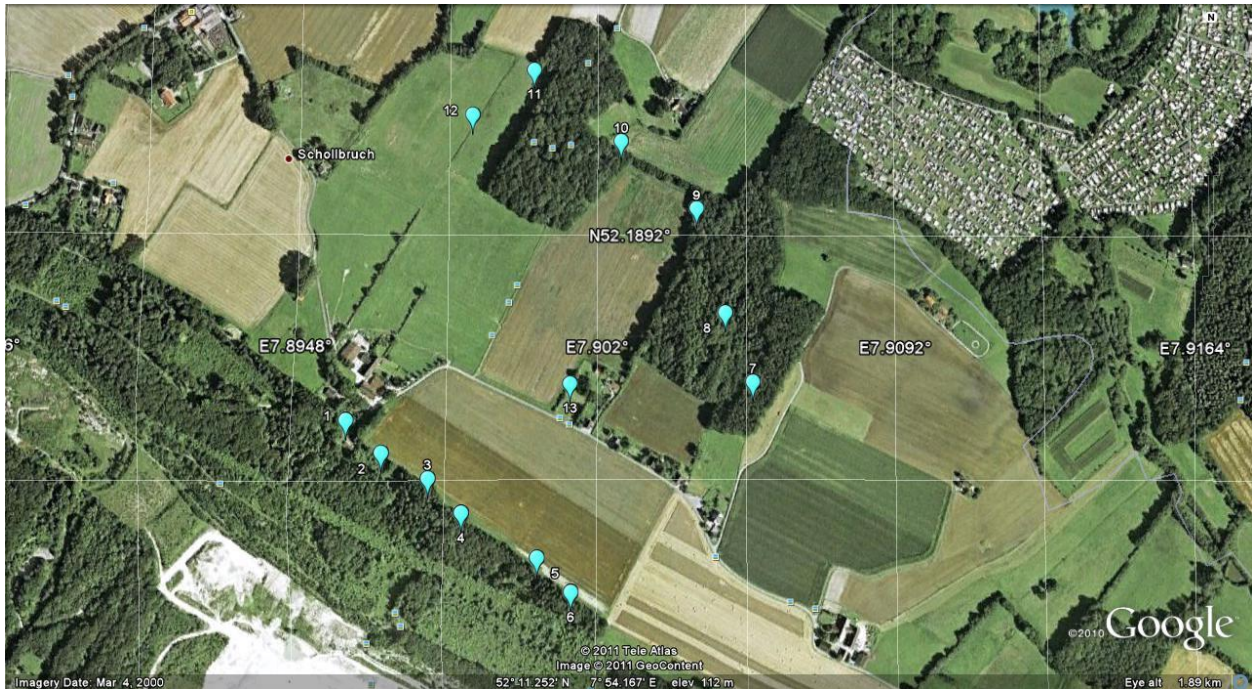 N
11
12
10
Schollbruch
9
N52.1892°
8
6°
E7.8948°
E7.902°
E7.9092°
E7.9164°
7
13
1
2
3
4
5
6
©2010 Google
© 2011 Tele Atlas
Image © 2011 GeoContent
Imagery Date: Mar 4, 2000
52°11.252' N 7°54.167' E elev 112 m
Eye alt 1.89 km